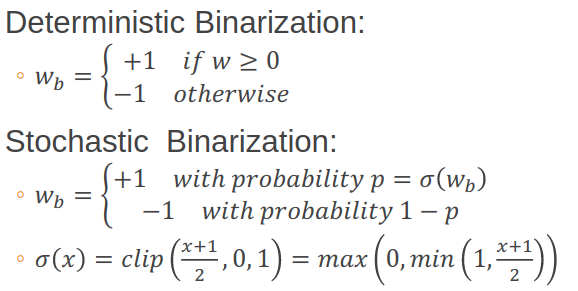 Deterministic Binarization:
◦ w_b = { +1 if w ≥ 0
−1 otherwise
Stochastic Binarization:
◦ w_b = { +1 with probability p = σ(w_b)
−1 with probability 1 − p
◦ σ(x) = clip((x+1)/2, 0, 1) = max(0, min(1, (x+1)/2))